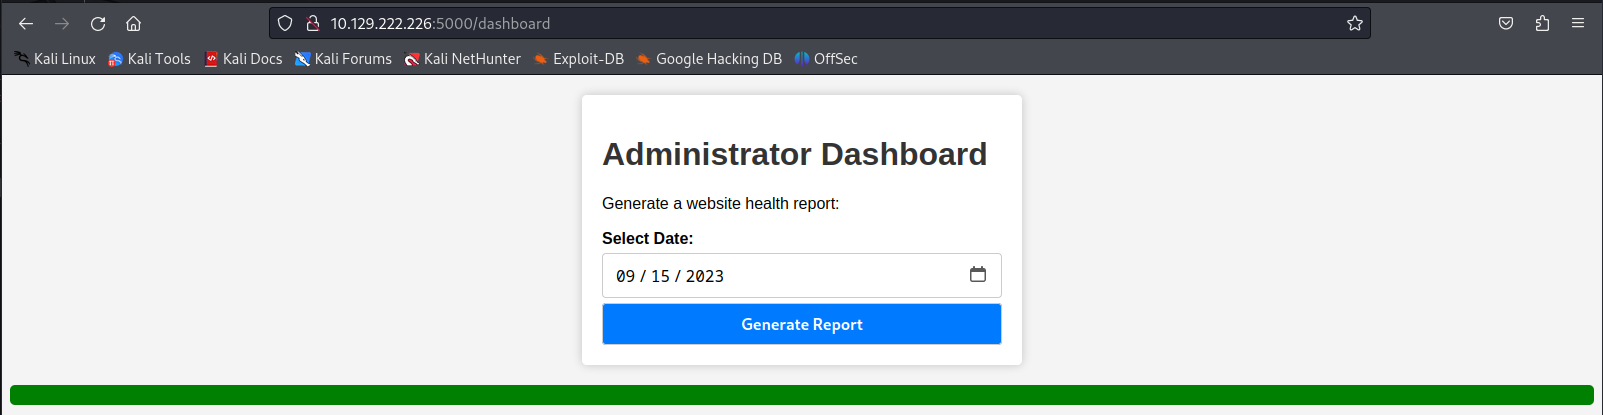 10.129.222.226:5000/dashboard
Kali Linux Kali Tools Kali Docs Kali Forums Kali NetHunter Exploit-DB Google Hacking DB OffSec
Administrator Dashboard
Generate a website health report:
Select Date:
09 / 15 / 2023
Generate Report